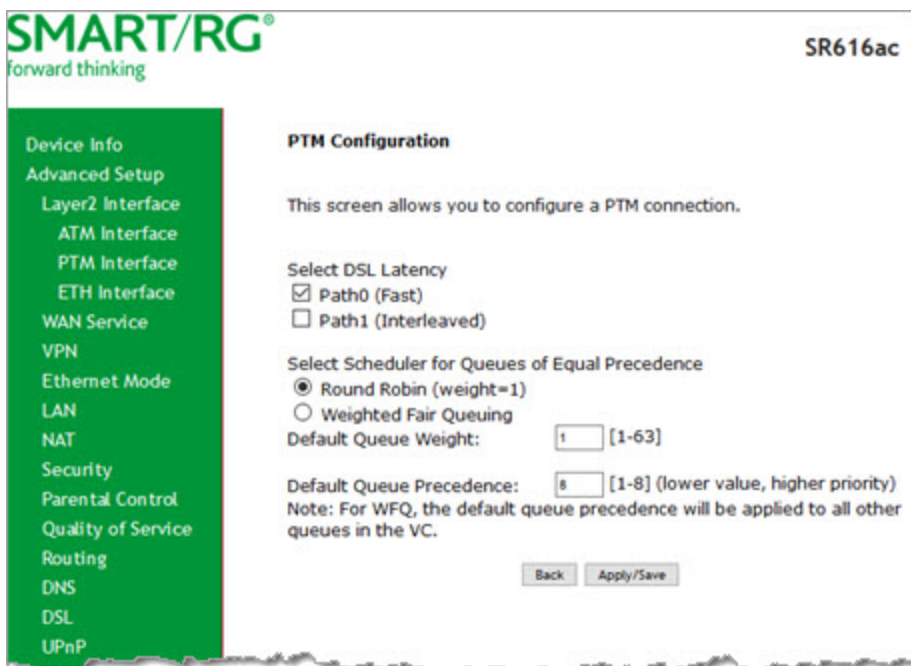 SMART/RG®
forward thinking
SR616ac
Device Info
Advanced Setup
Layer2 Interface
ATM Interface
PTM Interface
ETH Interface
WAN Service
VPN
Ethernet Mode
LAN
NAT
Security
Parental Control
Quality of Service
Routing
DNS
DSL
UPnP
PTM Configuration
This screen allows you to configure a PTM connection.
Select DSL Latency
Path0 (Fast)
Path1 (Interleaved)
Select Scheduler for Queues of Equal Precedence
Round Robin (weight=1)
Weighted Fair Queuing
Default Queue Weight: 1 [1-63]
Default Queue Precedence: 8 [1-8] (lower value, higher priority)
Note: For WFQ, the default queue precedence will be applied to all other
queues in the VC.
Back Apply/Save